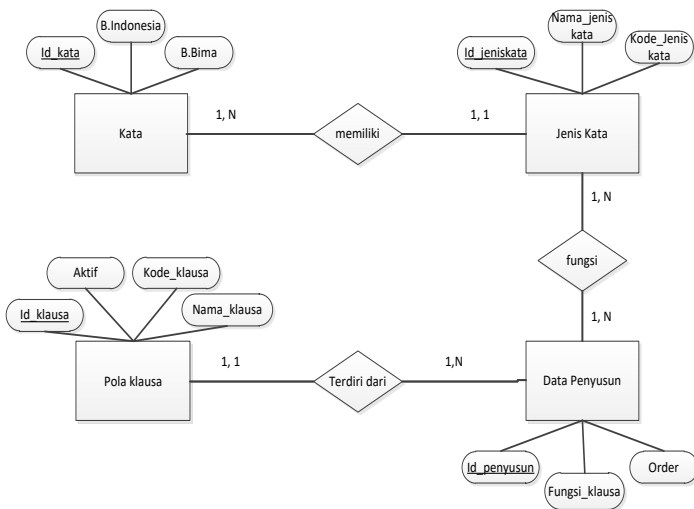 B.Indonesia
Id_kata
B.Bima
Nama_jenis
kata
Id_jeniskata
Kode_Jenis
kata
Kata
1, N
memiliki
1, 1
Jenis Kata
1, N
fungsi
1, N
Aktif
Kode_klausa
Id_klausa
Nama_klausa
Pola klausa
1, 1
Terdiri dari
1,N
Data Penyusun
Id_penyusun
Order
Fungsi_klausa